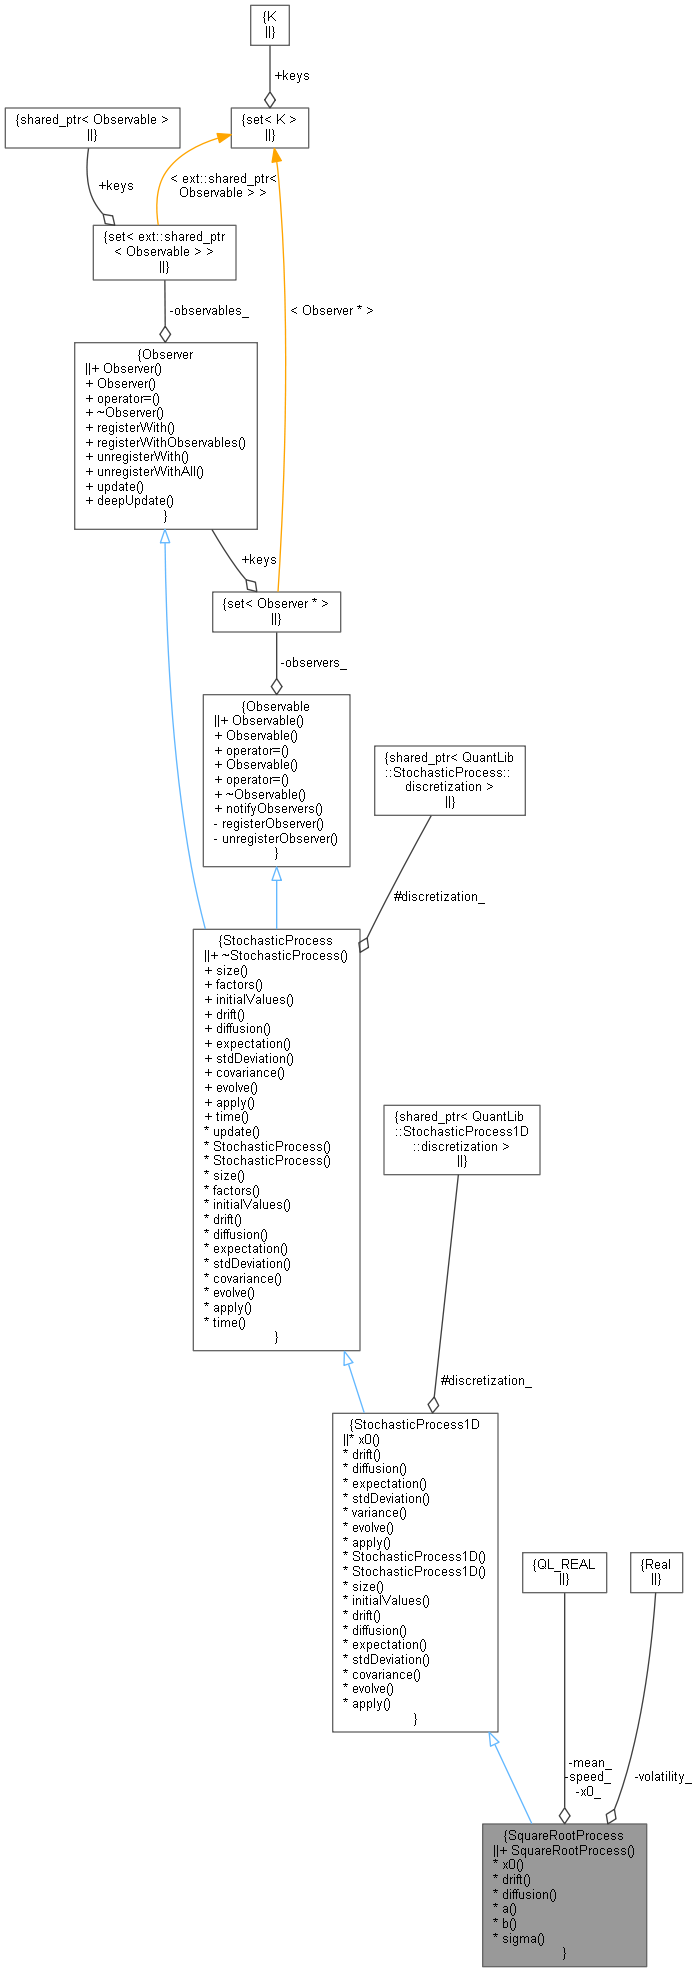 {K
||}
+keys
{shared_ptr< Observable >
||}
{set< K >
||}
+keys
< ext::shared_ptr<
Observable > >
{set< ext::shared_ptr
< Observable > >
||}
-observables_
< Observer * >
{Observer
||+ Observer()
+ Observer()
+ operator=()
+ ~Observer()
+ registerWith()
+ registerWithObservables()
+ unregisterWith()
+ unregisterWithAll()
+ update()
+ deepUpdate()
}
+keys
{set< Observer * >
||}
-observers_
{Observable
||+ Observable()
+ Observable()
+ operator=()
+ Observable()
+ operator=()
+ ~Observable()
+ notifyObservers()
- registerObserver()
- unregisterObserver()
}
{shared_ptr< QuantLib
::StochasticProcess::
discretization >
||}
#discretization_
{StochasticProcess
||+ ~StochasticProcess()
+ size()
+ factors()
+ initialValues()
+ drift()
+ diffusion()
+ expectation()
+ stdDeviation()
+ covariance()
+ evolve()
+ apply()
+ time()
* update()
* StochasticProcess()
* StochasticProcess()
* size()
* factors()
* initialValues()
* drift()
* diffusion()
* expectation()
* stdDeviation()
* covariance()
* evolve()
* apply()
* time()
}
{shared_ptr< QuantLib
::StochasticProcess1D
::discretization >
||}
#discretization_
{StochasticProcess1D
||* x0()
* drift()
* diffusion()
* expectation()
* stdDeviation()
* variance()
* evolve()
* apply()
* StochasticProcess1D()
* StochasticProcess1D()
* size()
* initialValues()
* drift()
* diffusion()
* expectation()
* stdDeviation()
* covariance()
* evolve()
* apply()
}
{QL_REAL
||}
{Real
||}
-mean_
-speed_
-x0_
-volatility_
{SquareRootProcess
||+ SquareRootProcess()
* x0()
* drift()
* diffusion()
* a()
* b()
* sigma()
}